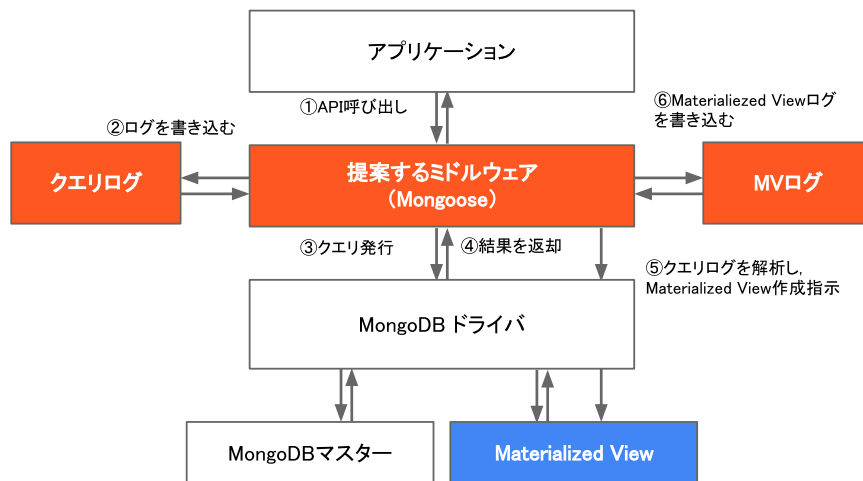 アプリケーション
①API呼び出し
⑥Materialiezed Viewログ
を書き込む
②ログを書き込む
クエリログ
提案するミドルウェア
（Mongoose）
MVログ
③クエリ発行
④結果を返却
⑤クエリログを解析し,
Materialized View作成指示
MongoDB ドライバ
MongoDBマスター
Materialized View